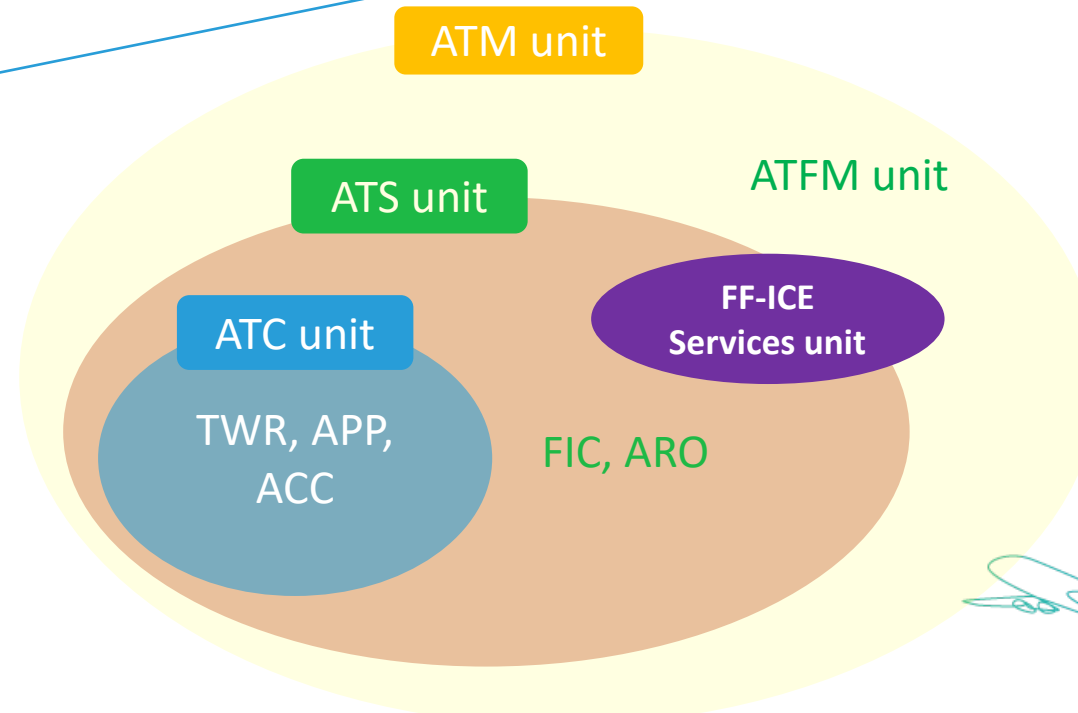 ATM unit
ATFM unit
ATS unit
FF-ICE
Services unit
ATC unit
TWR, APP,
ACC
FIC, ARO